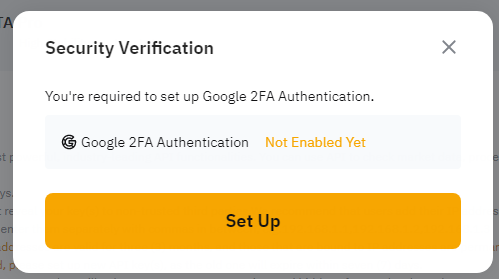 TA
Security Verification
You're required to set up Google 2FA Authentication.
Google 2FA Authentication Not Enabled Yet
Set Up